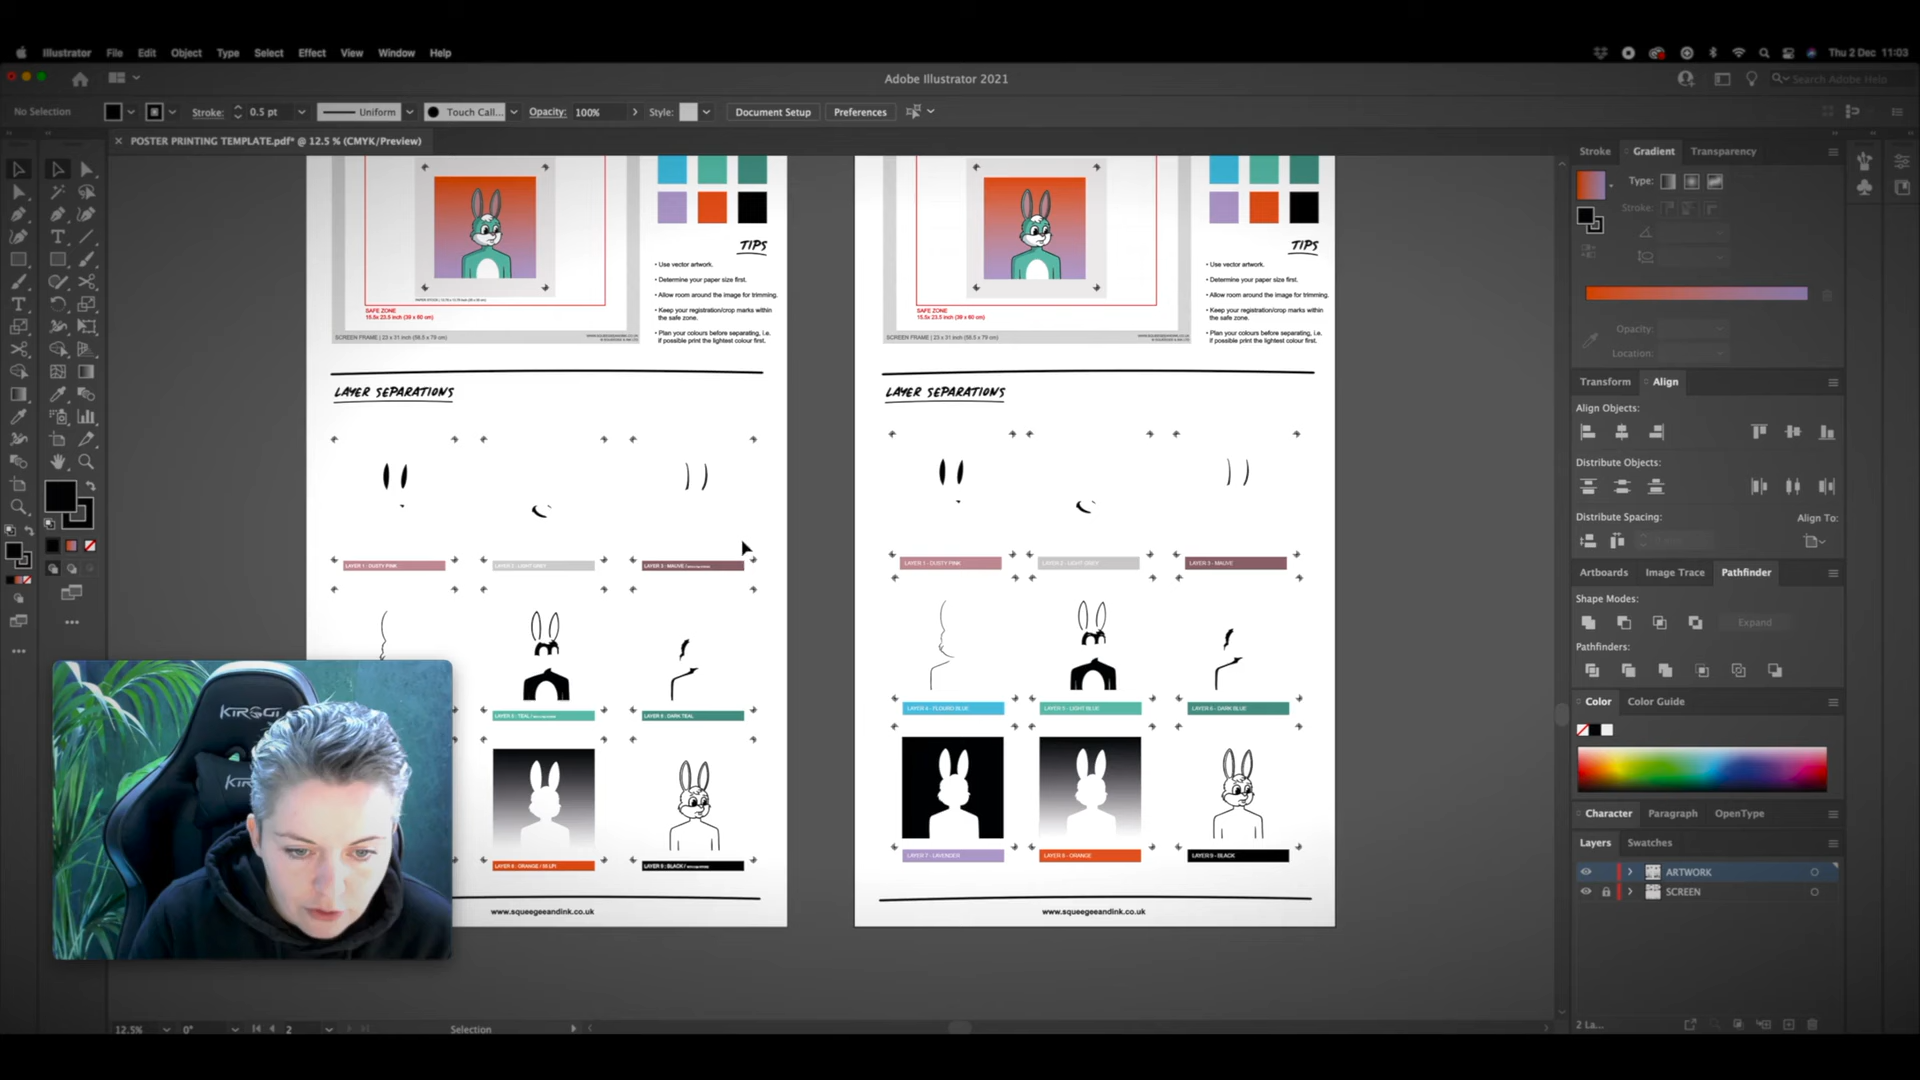 Illustrator File Edit Object Type Select Effect View Window Help
Thu 2 Dec 11:03
Adobe Illustrator 2021
Search Adobe Help
No Selection
Stroke: 0.5 pt
Uniform
Touch Call...
Opacity: 100%
Style:
Document Setup
Preferences
× POSTER PRINTING TEMPLATE.pdf* @ 12.5 % (CMYK/Preview)
TIPS
• Use vector artwork.
• Determine your paper size first.
• Allow room around the image for trimming.
• Keep your registration/crop marks within
the safe zone.
• Plan your colours before separating, i.e.
if possible print the lightest colour first.
SAFE ZONE
15.5x 23.5 inch (39 x 60 cm)
SCREEN FRAME | 23 x 31 inch (58.5 x 79 cm)
LAYER SEPARATIONS
LAYER 1 - DUSTY PINK
LAYER 2 - LIGHT GREY
LAYER 3 - MAUVE /
LAYER 5 - TEAL /
LAYER 6 - DARK TEAL
LAYER 8 - ORANGE / 55 LPI
LAYER 9 - BLACK /
www.squeegeeandink.co.uk
TIPS
• Use vector artwork.
• Determine your paper size first.
• Allow room around the image for trimming.
• Keep your registration/crop marks within
the safe zone.
• Plan your colours before separating, i.e.
if possible print the lightest colour first.
SAFE ZONE
15.5x 23.5 inch (39 x 60 cm)
SCREEN FRAME | 23 x 31 inch (58.5 x 79 cm)
LAYER SEPARATIONS
LAYER 1 - DUSTY PINK
LAYER 2 - LIGHT GREY
LAYER 3 - MAUVE
LAYER 4 - FLOURO BLUE
LAYER 5 - LIGHT BLUE
LAYER 6 - DARK BLUE
LAYER 7 - LAVENDER
LAYER 8 - ORANGE
LAYER 9 - BLACK
www.squeegeeandink.co.uk
KIRSGI
Stroke Gradient Transparency
Type:
Stroke:
Opacity:
Location:
Transform Align
Align Objects:
Distribute Objects:
Distribute Spacing:
Align To:
Artboards Image Trace Pathfinder
Shape Modes:
Expand
Pathfinders:
Color Color Guide
Character Paragraph OpenType
Layers Swatches
ARTWORK
SCREEN
2 La...
12.5%
0°
2
Selection